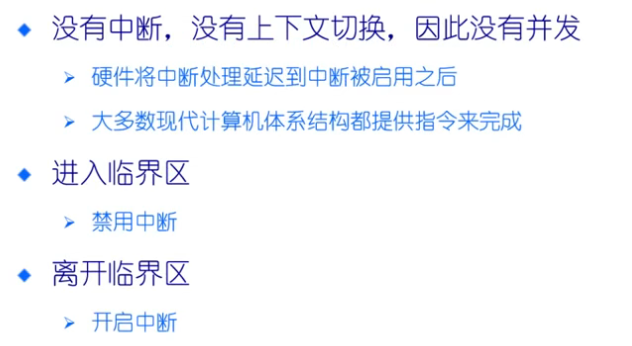 没有中断，没有上下文切换，因此没有并发
硬件将中断处理延迟到中断被启用之后
大多数现代计算机体系结构都提供指令来完成
进入临界区
禁用中断
离开临界区
开启中断